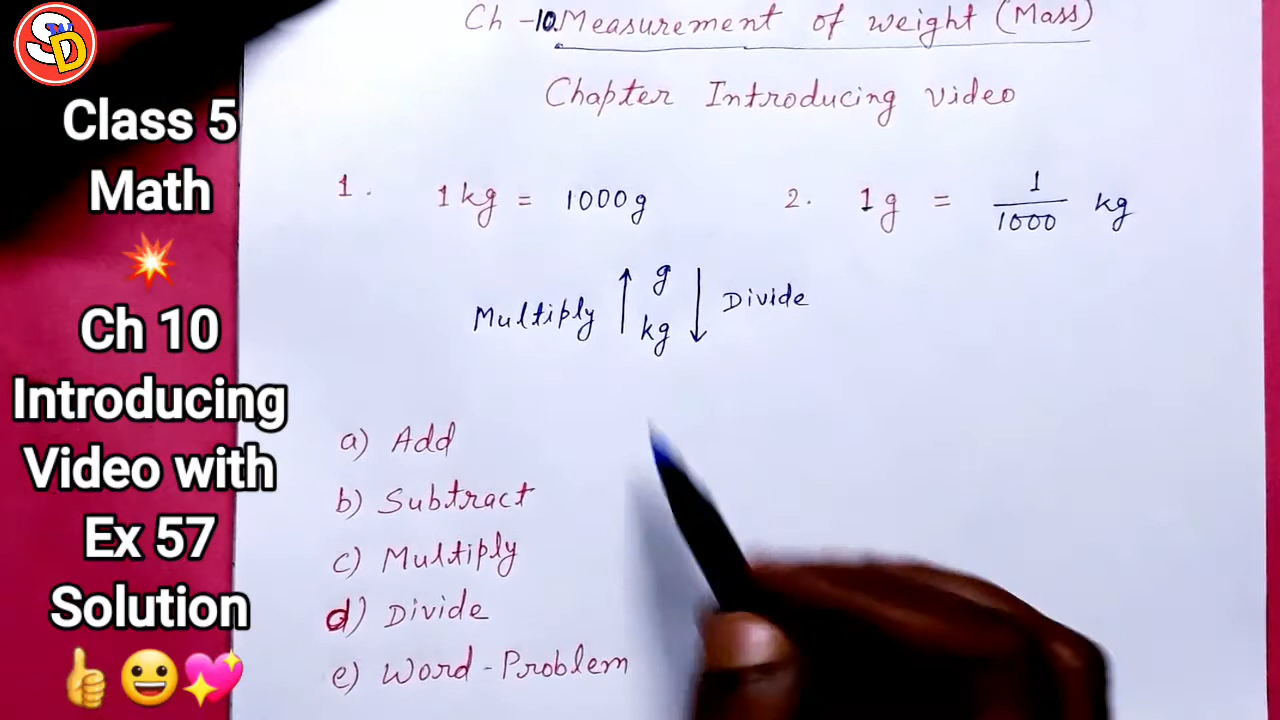 SD
Class 5
Math
💥
Ch 10
Introducing
Video with
Ex 57
Solution
👍😀💖
Ch-10. Measurement of weight (Mass)
Chapter Introducing video
1. 1 kg = 1000 g
2. 1 g = 1/1000 kg
Multiply ↑ g ↓ Divide
kg
a) Add
b) Subtract
c) Multiply
d) Divide
e) Word-Problem